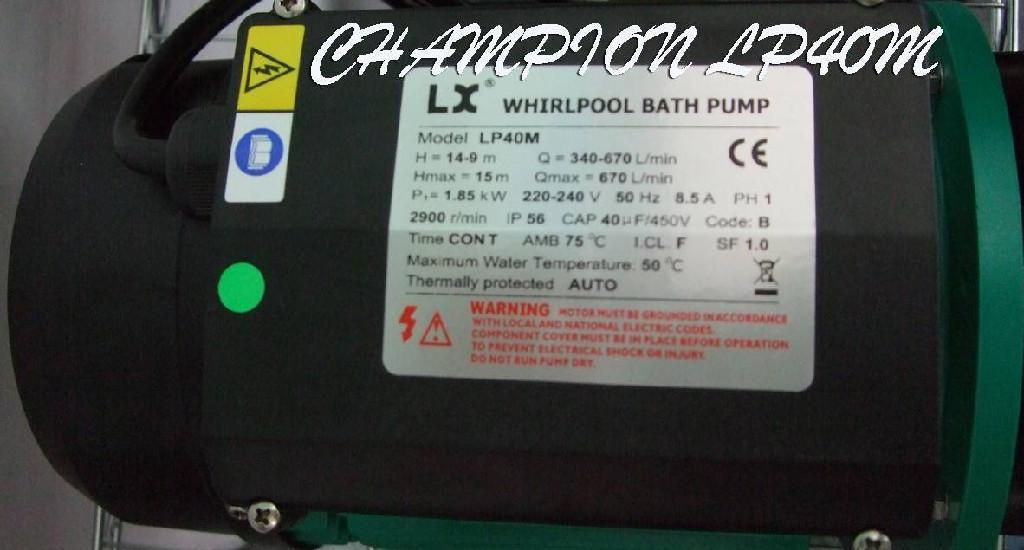 CHAMPION LP40M
LX® WHIRLPOOL BATH PUMP
Model LP40M
H = 14-9 m Q = 340-670 L/min
Hmax = 15 m Qmax = 670 L/min
P₁= 1.85 kW 220-240 V 50 Hz 8.5 A PH 1
2900 r/min IP 56 CAP 40μF/450V Code: B
Time CONT AMB 75 °C I.CL. F SF 1.0
Maximum Water Temperature: 50 °C
Thermally protected AUTO
WARNING MOTOR MUST BE GROUNDED IN ACCORDANCE
WITH LOCAL AND NATIONAL ELECTRIC CODES.
COMPONENT COVER MUST BE IN PLACE BEFORE OPERATION
TO PREVENT ELECTRICAL SHOCK OR INJURY.
DO NOT RUN PUMP DRY.
CE